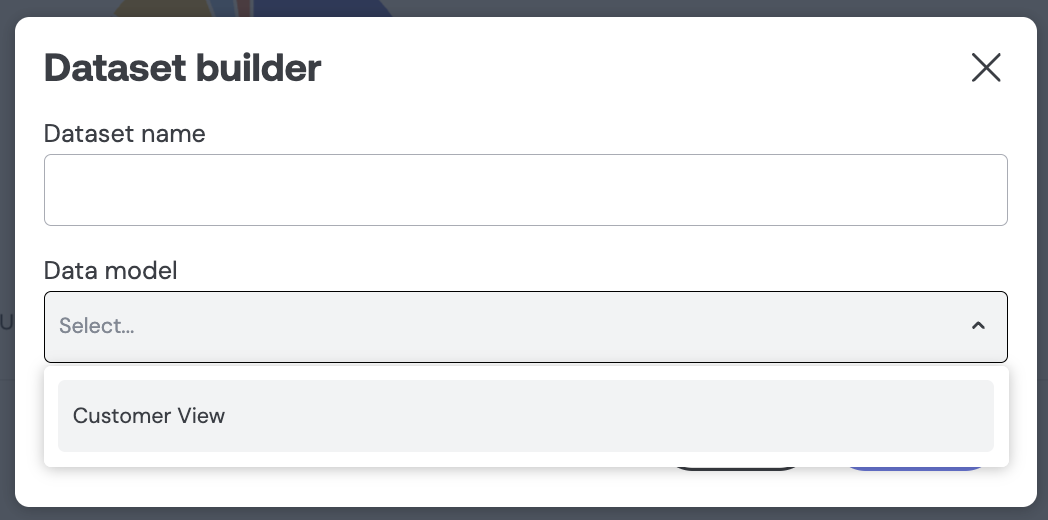 Dataset builder
Dataset name
Data model
Select...
Customer View